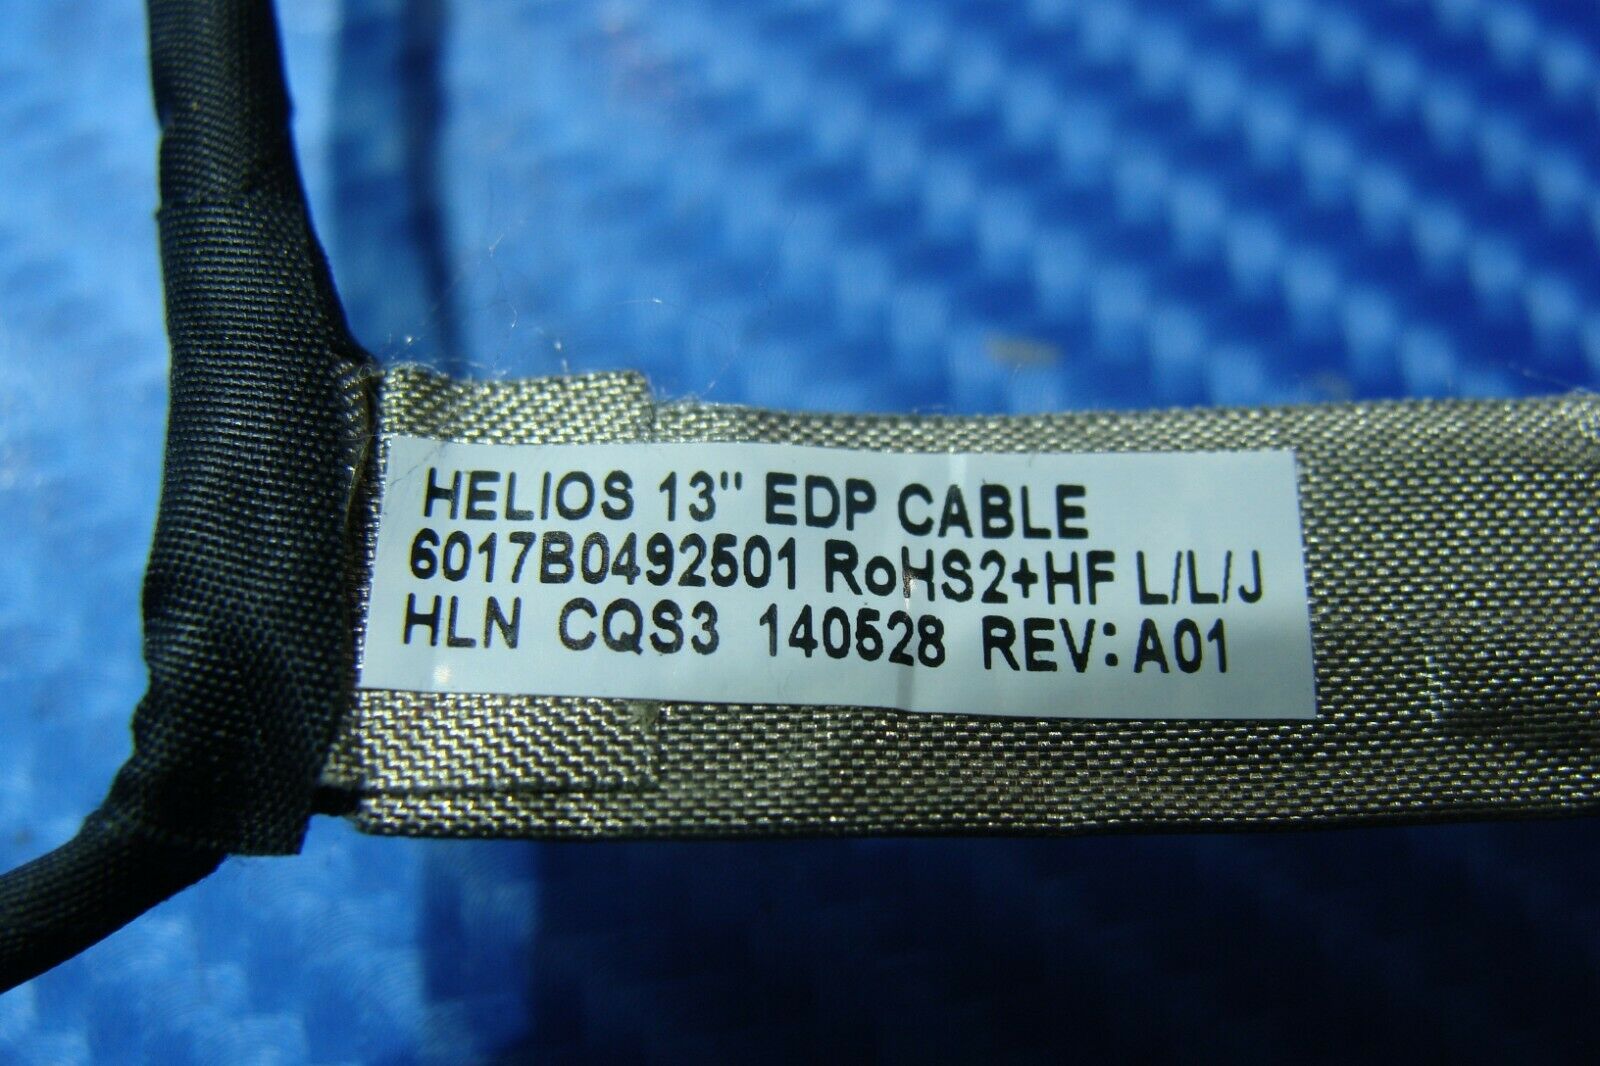 HELIOS 13" EDP CABLE
6017B0492501 RoHS2+HF L/L/J
HLN CQS3 140528 REV: A01